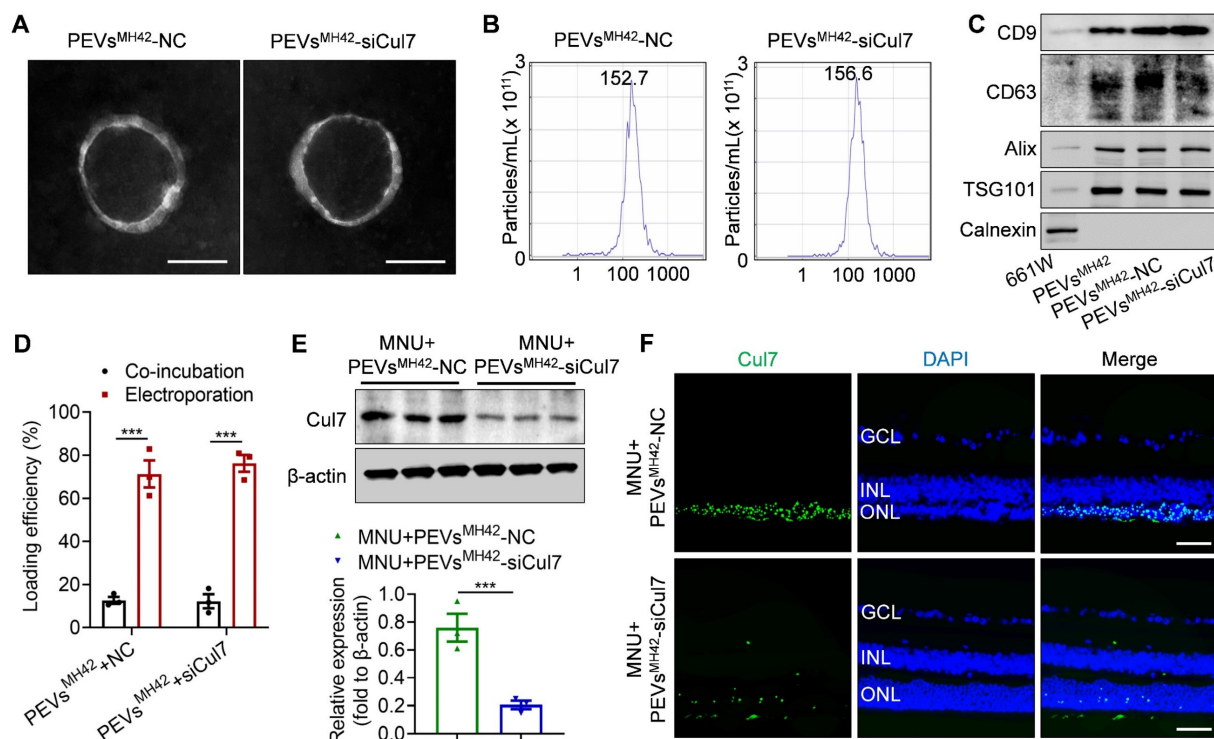 A
PEVsMH42-NC
PEVsMH42-siCul7
B
PEVsMH42-NC
PEVsMH42-siCul7
Particles/mL(x 10¹¹)
3
0
152.7
1
100
1000
Particles/mL(x 10¹¹)
3
0
156.6
1
100
1000
C
CD9
CD63
Alix
TSG101
Calnexin
661W
PEVsMH42
PEVsMH42-NC
PEVsMH42-siCul7
D
Co-incubation
Electroporation
Loading efficiency (%)
100
80
60
40
20
0
***
***
PEVsMH42+NC
PEVsMH42+siCul7
E
MNU+
PEVsMH42-NC
MNU+
PEVsMH42-siCul7
Cul7
β-actin
MNU+PEVsMH42-NC
MNU+PEVsMH42-siCul7
Relative expression
(fold to β-actin)
1.0
0.8
0.6
0.4
0.2
0.0
***
F
Cul7
DAPI
Merge
MNU+
PEVsMH42-NC
GCL
INL
ONL
MNU+
PEVsMH42-siCul7
GCL
INL
ONL